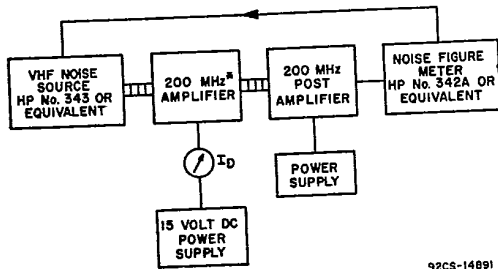 VHF NOISE
SOURCE
HP No. 343 OR
EQUIVALENT
200 MHz*
AMPLIFIER
200 MHz
POST
AMPLIFIER
NOISE FIGURE
METER
HP No. 342A OR
EQUIVALENT
ID
POWER
SUPPLY
15 VOLT DC
POWER
SUPPLY
92CS-14891